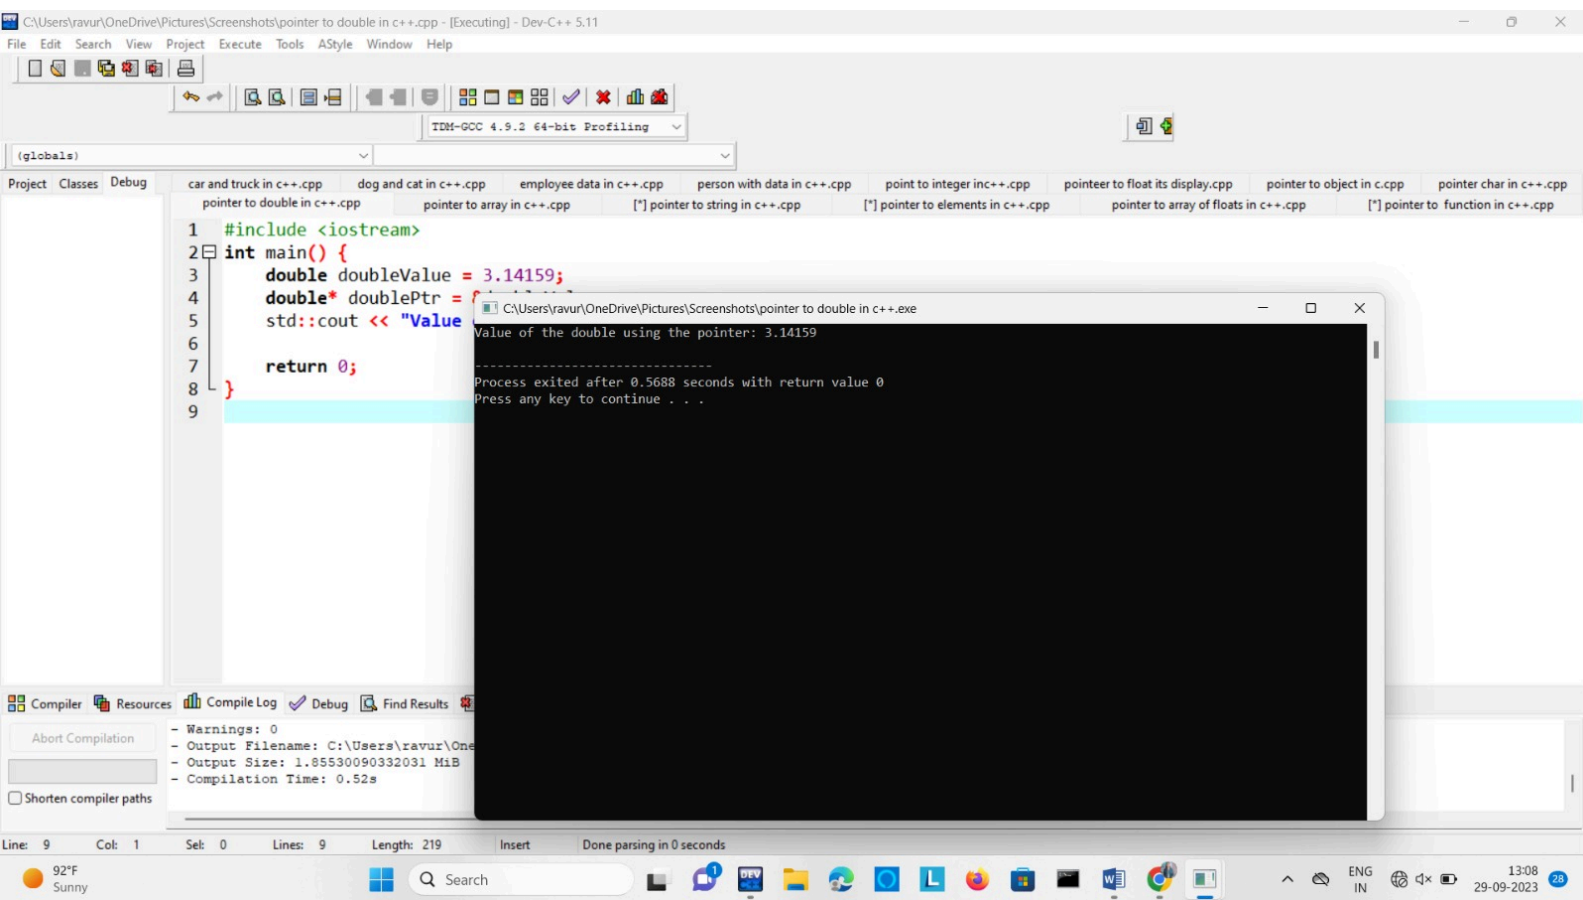 C:\Users\ravur\OneDrive\Pictures\Screenshots\pointer to double in c++.cpp - [Executing] - Dev-C++ 5.11
File Edit Search View Project Execute Tools AStyle Window Help
TDM-GCC 4.9.2 64-bit Profiling
(globals)
Project Classes Debug
car and truck in c++.cpp dog and cat in c++.cpp employee data in c++.cpp person with data in c++.cpp point to integer inc++.cpp pointeer to float its display.cpp pointer to object in c.cpp pointer char in c++.cpp
pointer to double in c++.cpp pointer to array in c++.cpp [*] pointer to string in c++.cpp [*] pointer to elements in c++.cpp pointer to array of floats in c++.cpp [*] pointer to function in c++.cpp
1 #include <iostream>
2 int main() {
3 double doubleValue = 3.14159;
4 double* doublePtr =
5 std::cout << "Value
6
7 return 0;
8 }
9
C:\Users\ravur\OneDrive\Pictures\Screenshots\pointer to double in c++.exe
Value of the double using the pointer: 3.14159
--------------------------------
Process exited after 0.5688 seconds with return value 0
Press any key to continue . . .
Compiler Resources Compile Log Debug Find Results
Abort Compilation
Shorten compiler paths
- Warnings: 0
- Output Filename: C:\Users\ravur\One
- Output Size: 1.85530090332031 MiB
- Compilation Time: 0.52s
Line: 9 Col: 1 Sel: 0 Lines: 9 Length: 219 Insert Done parsing in 0 seconds
92°F
Sunny
Search
1
DEV
L
ENG
IN
13:08
29-09-2023
28